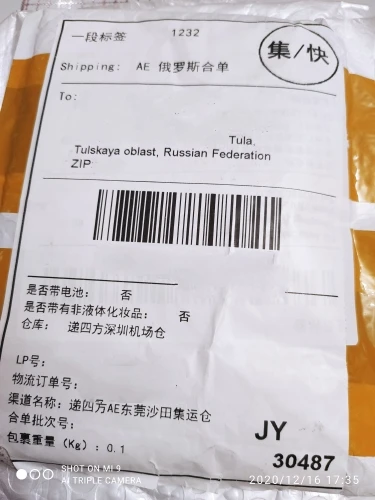 一段标签 1232
集/快
Shipping: AE 俄罗斯合单
To:
Tula,
Tulskaya oblast, Russian Federation
ZIP
是否带电池: 否
是否带有非液体化妆品: 否
仓库: 递四方深圳机场仓
LP号:
物流订单号:
渠道名称: 递四方AE东莞沙田集运仓
合单批次号:
包裹重量 (Kg): 0.1
JY
30487
SHOT ON MI 9
AI TRIPLE CAMERA
2020/12/16 17:35